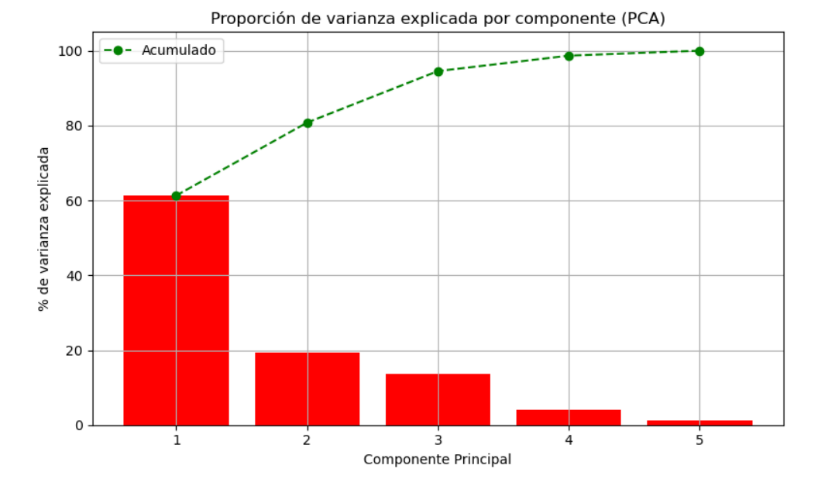 Proporción de varianza explicada por componente (PCA)
Acumulado
100
80
60
40
20
0
% de varianza explicada
1 2 3 4 5
Componente Principal